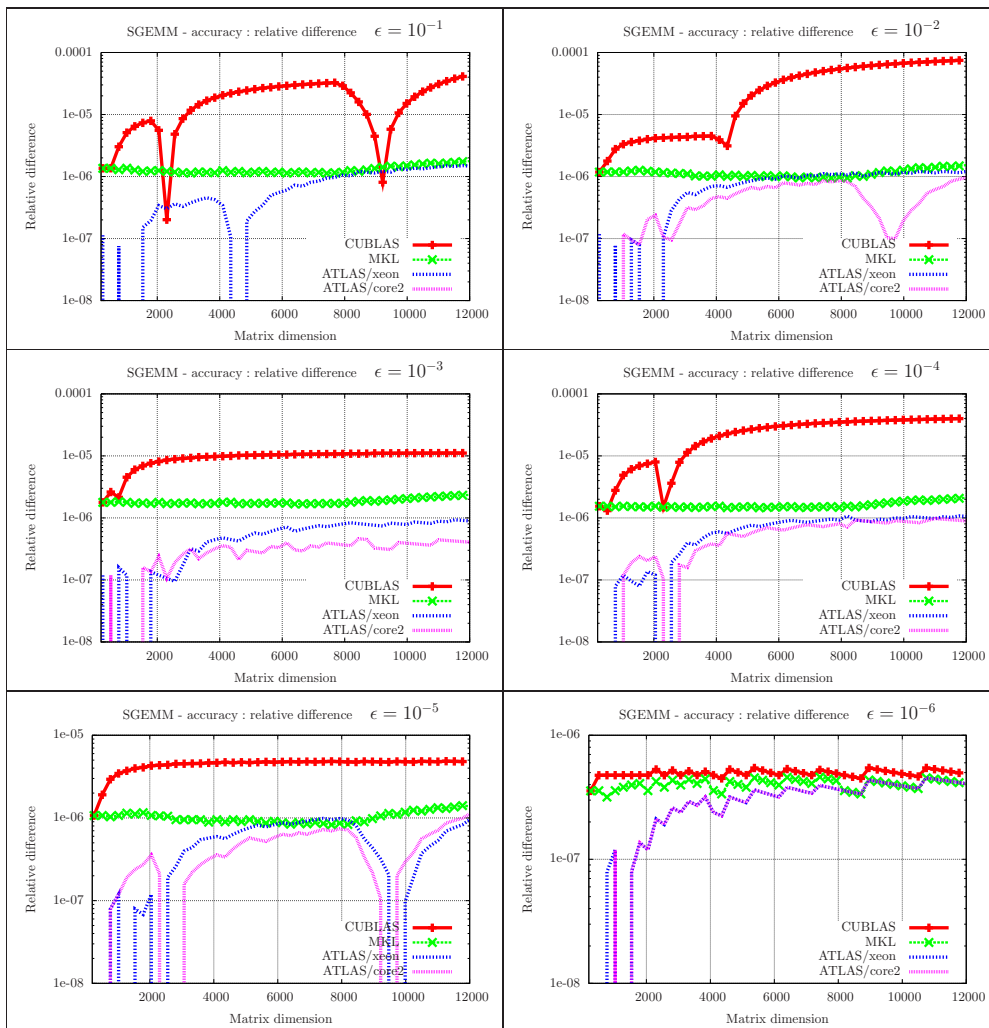 SGEMM - accuracy : relative difference ϵ = 10⁻¹
0.0001
1e-05
1e-06
1e-07
1e-08
Relative difference
CUBLAS
MKL
ATLAS/xeon
ATLAS/core2
2000 4000 6000 8000 10000 12000
Matrix dimension
SGEMM - accuracy : relative difference ϵ = 10⁻²
0.0001
1e-05
1e-06
1e-07
1e-08
Relative difference
CUBLAS
MKL
ATLAS/xeon
ATLAS/core2
2000 4000 6000 8000 10000 12000
Matrix dimension
SGEMM - accuracy : relative difference ϵ = 10⁻³
0.0001
1e-05
1e-06
1e-07
1e-08
Relative difference
CUBLAS
MKL
ATLAS/xeon
ATLAS/core2
2000 4000 6000 8000 10000 12000
Matrix dimension
SGEMM - accuracy : relative difference ϵ = 10⁻⁴
0.0001
1e-05
1e-06
1e-07
1e-08
Relative difference
CUBLAS
MKL
ATLAS/xeon
ATLAS/core2
2000 4000 6000 8000 10000 12000
Matrix dimension
SGEMM - accuracy : relative difference ϵ = 10⁻⁵
1e-05
1e-06
1e-07
1e-08
Relative difference
CUBLAS
MKL
ATLAS/xeon
ATLAS/core2
2000 4000 6000 8000 10000 12000
Matrix dimension
SGEMM - accuracy : relative difference ϵ = 10⁻⁶
1e-06
1e-07
1e-08
Relative difference
CUBLAS
MKL
ATLAS/xeon
ATLAS/core2
2000 4000 6000 8000 10000 12000
Matrix dimension